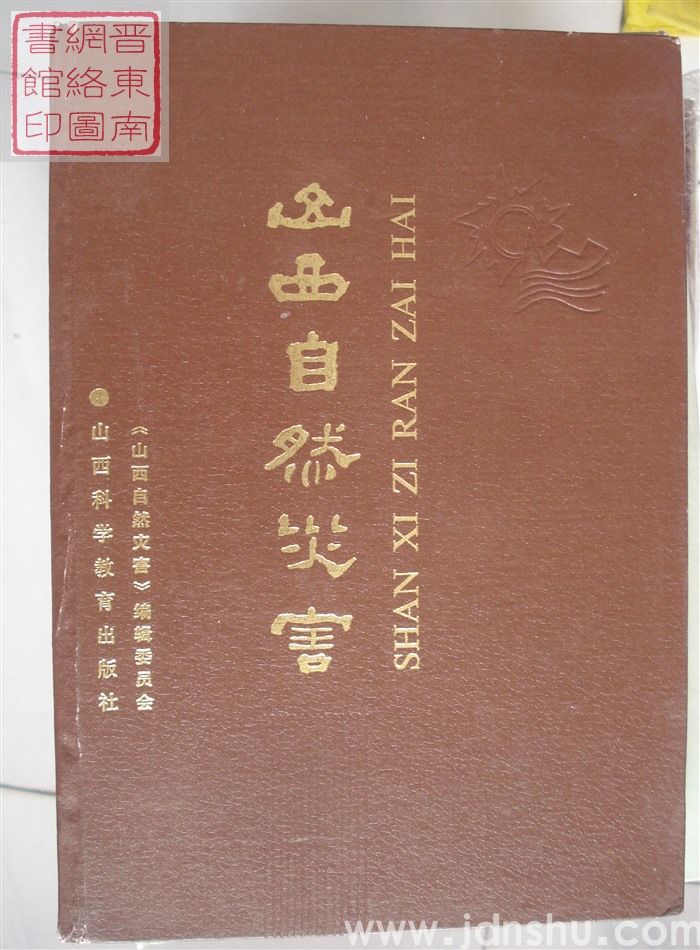 山西自然灾害
SHAN XI ZI RAN ZAI HAI
《山西自然灾害》编辑委员会
山西科学教育出版社
晋東南
網絡圖
書館印
www.jdnshu.com